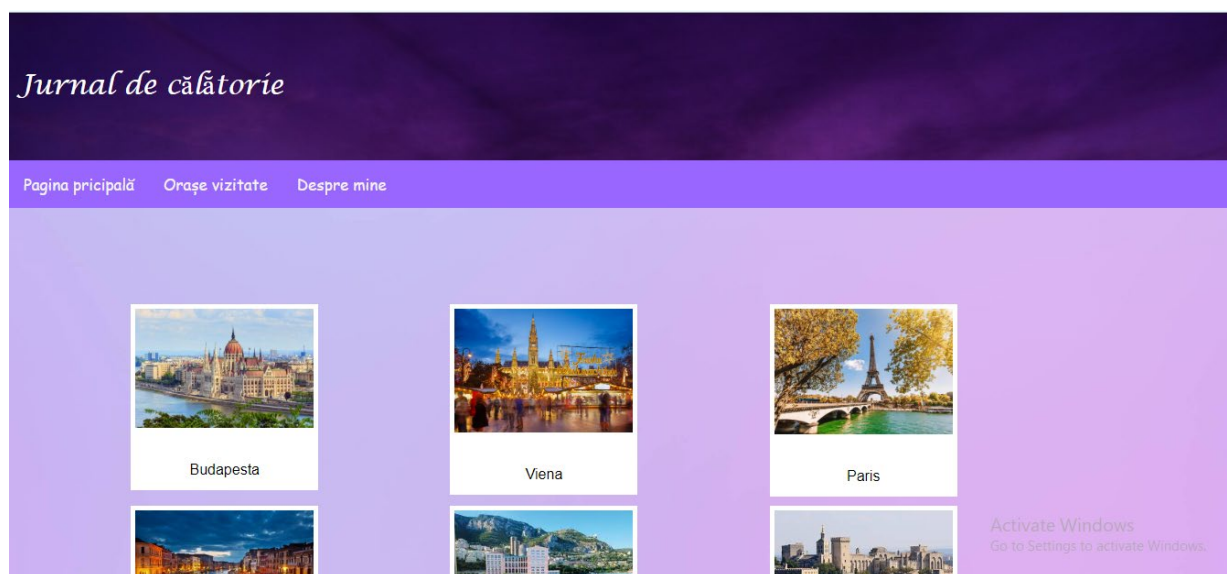 Jurnal de călătorie
Pagina pricipală Orașe vizitate Despre mine
Budapesta Viena Paris
Activate Windows
Go to Settings to activate Windows.